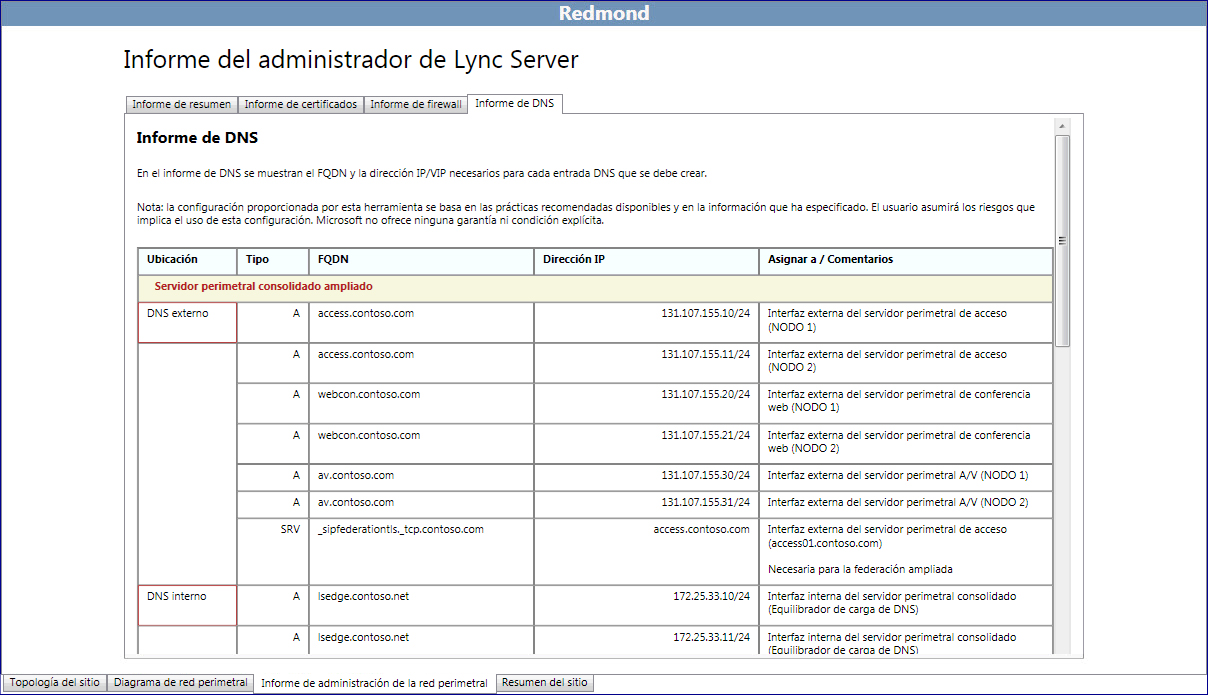 Redmond
Informe del administrador de Lync Server
Informe de resumen
Informe de certificados
Informe de firewall
Informe de DNS
Informe de DNS
En el informe de DNS se muestran el FQDN y la dirección IP/VIP necesarios para cada entrada DNS que se debe crear.
Nota: la configuración proporcionada por esta herramienta se basa en las prácticas recomendadas disponibles y en la información que ha especificado. El usuario asumirá los riesgos que
implica el uso de esta configuración. Microsoft no ofrece ninguna garantía ni condición explícita.
Ubicación Tipo FQDN Dirección IP Asignar a / Comentarios
Servidor perimetral consolidado ampliado
DNS externo A access.contoso.com 131.107.155.10/24 Interfaz externa del servidor perimetral de acceso
(NODO 1)
A access.contoso.com 131.107.155.11/24 Interfaz externa del servidor perimetral de acceso
(NODO 2)
A webcon.contoso.com 131.107.155.20/24 Interfaz externa del servidor perimetral de conferencia
web (NODO 1)
A webcon.contoso.com 131.107.155.21/24 Interfaz externa del servidor perimetral de conferencia
web (NODO 2)
A av.contoso.com 131.107.155.30/24 Interfaz externa del servidor perimetral A/V (NODO 1)
A av.contoso.com 131.107.155.31/24 Interfaz externa del servidor perimetral A/V (NODO 2)
SRV _sipfederationtls._tcp.contoso.com access.contoso.com Interfaz externa del servidor perimetral de acceso
(access01.contoso.com)
Necesaria para la federación ampliada
DNS interno A lsedge.contoso.net 172.25.33.10/24 Interfaz interna del servidor perimetral consolidado
(Equilibrador de carga de DNS)
A lsedge.contoso.net 172.25.33.11/24 Interfaz interna del servidor perimetral consolidado
(Equilibrador de carga de DNS)
Topología del sitio
Diagrama de red perimetral
Informe de administración de la red perimetral
Resumen del sitio